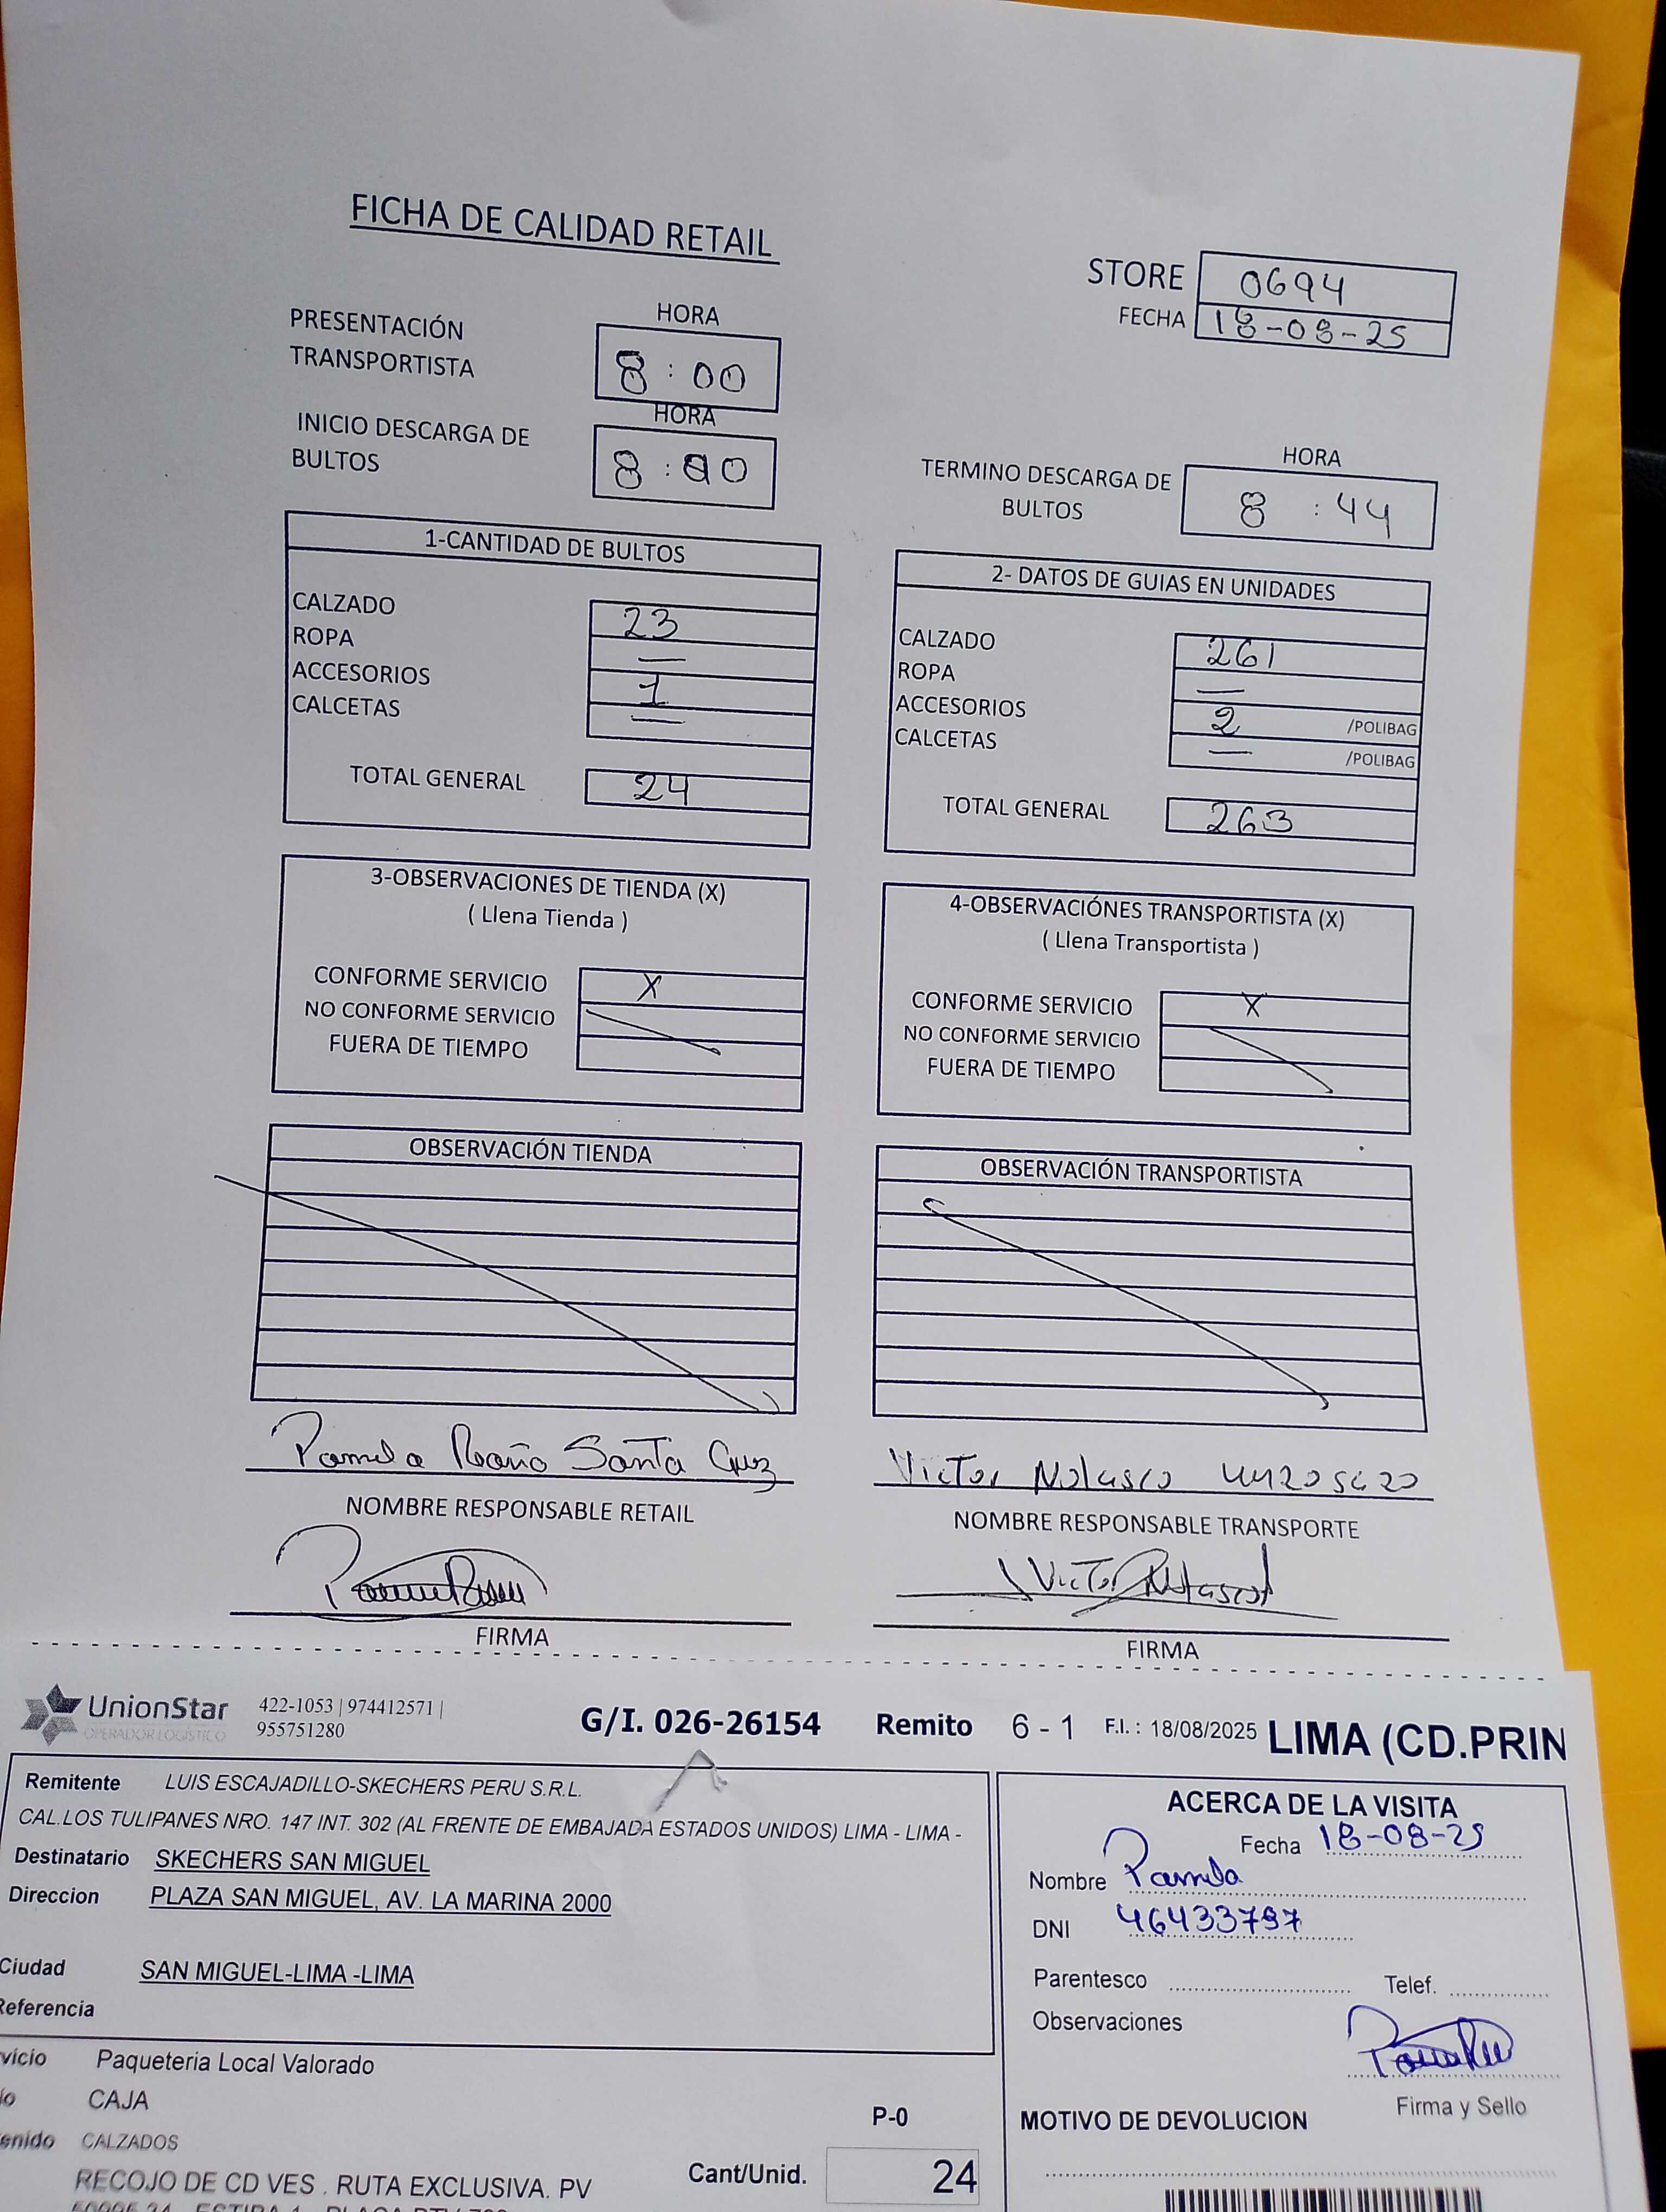 FICHA DE CALIDAD RETAIL
STORE 0694
FECHA 18-08-25
PRESENTACIÓN TRANSPORTISTA
HORA
8:00
INICIO DESCARGA DE BULTOS
HORA
8:
TERMINO DESCARGA DE BULTOS
HORA
8:44
1-CANTIDAD DE BULTOS
CALZADO 23
ROPA —
ACCESORIOS 1
CALCETAS —
TOTAL GENERAL 24
2- DATOS DE GUIAS EN UNIDADES
CALZADO 261
ROPA —
ACCESORIOS 2 /POLIBAG
CALCETAS — /POLIBAG
TOTAL GENERAL 263
3-OBSERVACIONES DE TIENDA (X)
( Llena Tienda )
CONFORME SERVICIO X
NO CONFORME SERVICIO
FUERA DE TIEMPO
4-OBSERVACIÓNES TRANSPORTISTA (X)
( Llena Transportista )
CONFORME SERVICIO X
NO CONFORME SERVICIO
FUERA DE TIEMPO
OBSERVACIÓN TIENDA
OBSERVACIÓN TRANSPORTISTA
Pamela Santa Cruz
NOMBRE RESPONSABLE RETAIL
FIRMA
Victor Nolasco
NOMBRE RESPONSABLE TRANSPORTE
Victor Nolasco
FIRMA
UnionStar
OPERADOR LOGÍSTICO
422-1053 | 974412571 |
955751280
G/I. 026-26154 Remito 6 - 1 F.I. : 18/08/2025 LIMA (CD.PRIN
Remitente LUIS ESCAJADILLO-SKECHERS PERU S.R.L.
CAL.LOS TULIPANES NRO. 147 INT. 302 (AL FRENTE DE EMBAJADA ESTADOS UNIDOS) LIMA - LIMA -
Destinatario SKECHERS SAN MIGUEL
Direccion PLAZA SAN MIGUEL, AV. LA MARINA 2000
Ciudad SAN MIGUEL-LIMA -LIMA
Referencia
vicio Paqueteria Local Valorado
io CAJA
enido CALZADOS
RECOJO DE CD VES . RUTA EXCLUSIVA. PV
P-0
Cant/Unid. 24
ACERCA DE LA VISITA
Fecha 18-08-25
Nombre Pamela
DNI 46433797
Parentesco Telef.
Observaciones
Firma y Sello
MOTIVO DE DEVOLUCION